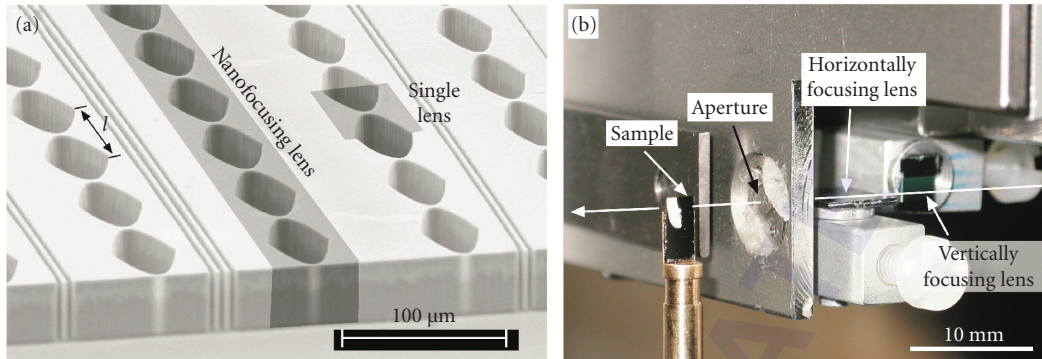 (a)
Nanofocusing lens
Single
lens
l
100 μm
(b)
Horizontally
focusing lens
Aperture
Sample
Vertically
focusing lens
10 mm